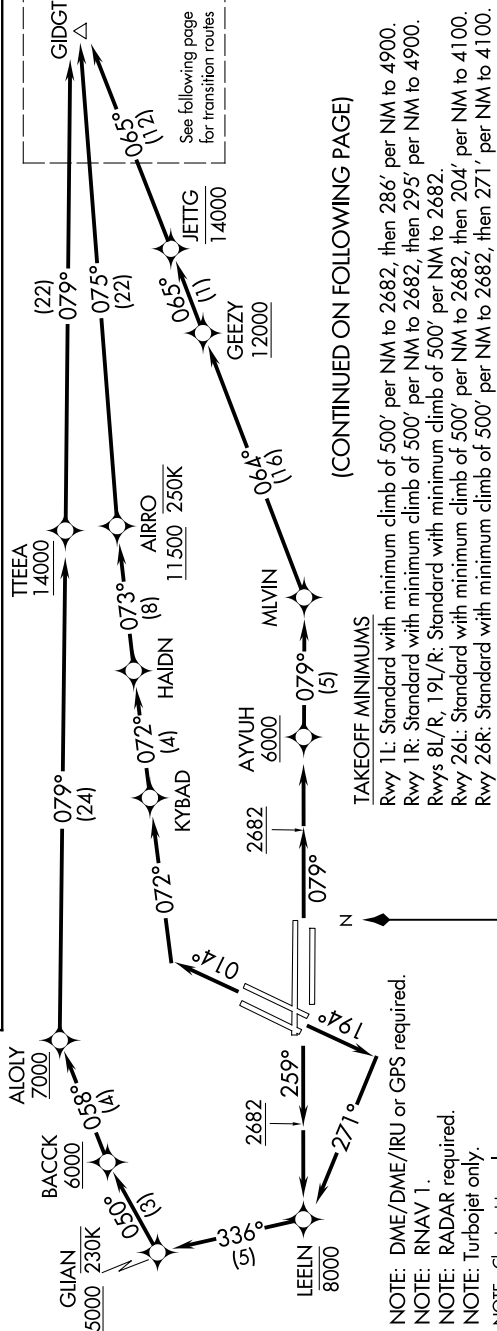 GIDGT
See following page
for transition routes
(22)
079°
075°
(22)
065°
(12)
JETTG
14000
065°
(1)
GEEZY
12000
064°
(16)
MLVIN
TTEEA
14000
AIRRO
11500 250K
073°
(8)
HAIDN
072°
(4)
KYBAD
072°
079°
(24)
ALOLY
7000
058°
(4)
BACCK
6000
050°
(3)
GLIAN
5000 230K
336°
(5)
LEELN
8000
2682
259°
271°
194°
014°
079°
2682
AYYUH
6000
079°
(5)
N
(CONTINUED ON FOLLOWING PAGE)
TAKEOFF MINIMUMS
Rwy 1L: Standard with minimum climb of 500' per NM to 2682, then 286' per NM to 4900.
Rwy 1R: Standard with minimum climb of 500' per NM to 2682, then 295' per NM to 4900.
Rwys 8L/R, 19L/R: Standard with minimum climb of 500' per NM to 2682.
Rwy 26L: Standard with minimum climb of 500' per NM to 2682, then 204' per NM to 4100.
Rwy 26R: Standard with minimum climb of 500' per NM to 2682, then 271' per NM to 4100.
NOTE: DME/DME/IRU or GPS required.
NOTE: RNAV 1.
NOTE: RADAR required.
NOTE: Turbojet only.